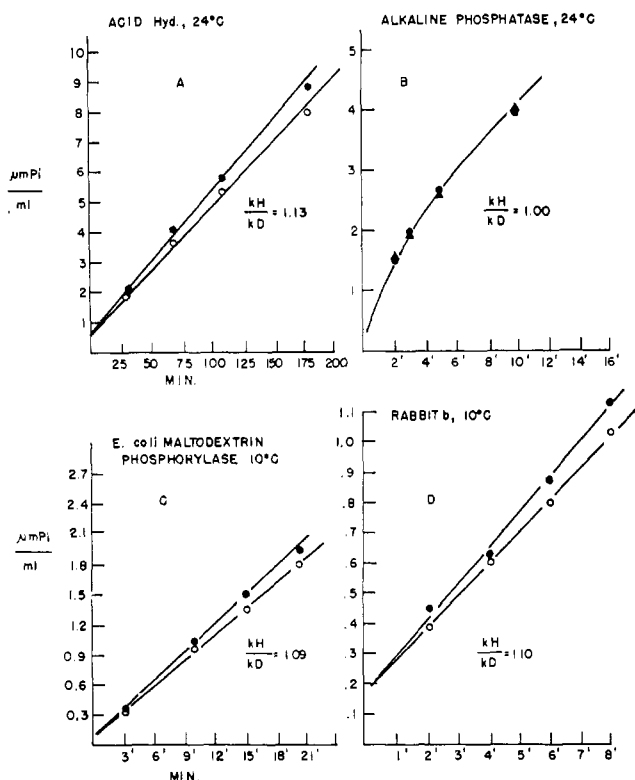 ACID Hyd., 24°C
ALKALINE PHOSPHATASE, 24°C
10
9
8
7
6
5
4
3
2
1
A
μmPi
ml
kH
kD = 1.13
25 50 75 100 125 150 175 200
MIN.
5
4
3
2
1
B
kH
kD = 1.00
2' 4' 6' 8' 10' 12' 14' 16'
E. coli MALTODEXTRIN
PHOSPHORYLASE 10°C
2.7
2.4
2.1
1.8
1.5
1.2
0.9
0.6
0.3
C
μmPi
ml
kH
kD = 1.09
3' 6' 9' 12' 15' 18' 21'
MIN.
RABBIT b, 10°C
1.1
1.0
.9
.8
.7
.6
.5
.4
.3
.2
.1
D
kH
kD = 1.10
1' 2' 3' 4' 5' 6' 7' 8'